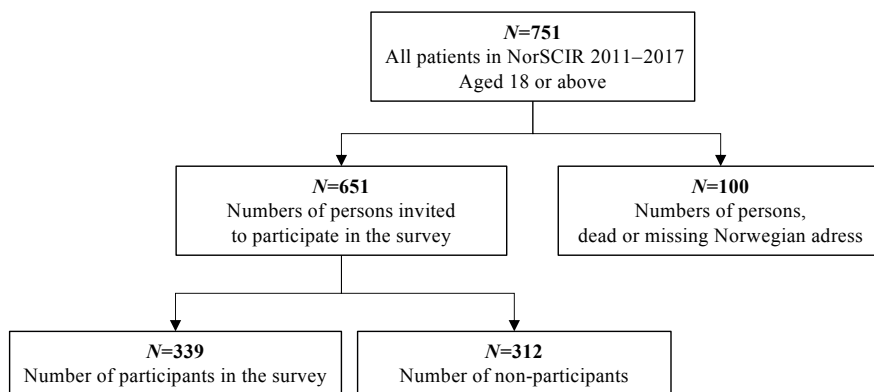 N=751
All patients in NorSCIR 2011–2017
Aged 18 or above
N=651
Numbers of persons invited
to participate in the survey
N=100
Numbers of persons,
dead or missing Norwegian adress
N=339
Number of participants in the survey
N=312
Number of non-participants